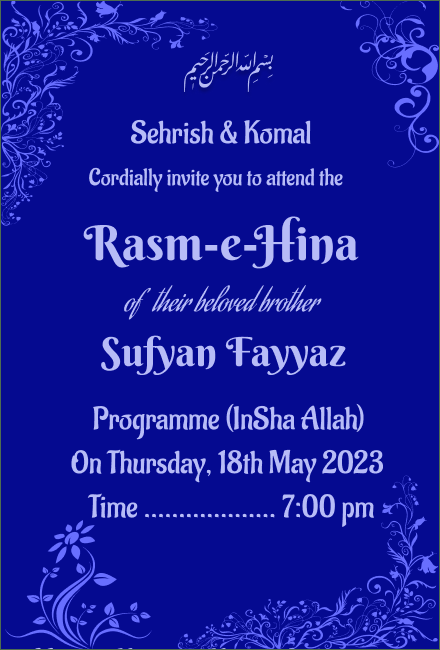 بسم الله الرحمن الرحيم
Sehrish & Komal
Cordially invite you to attend the
Rasm-e-Hina
of their beloved brother
Sufyan Fayyaz
Programme (InSha Allah)
On Thursday, 18th May 2023
Time ................... 7:00 pm